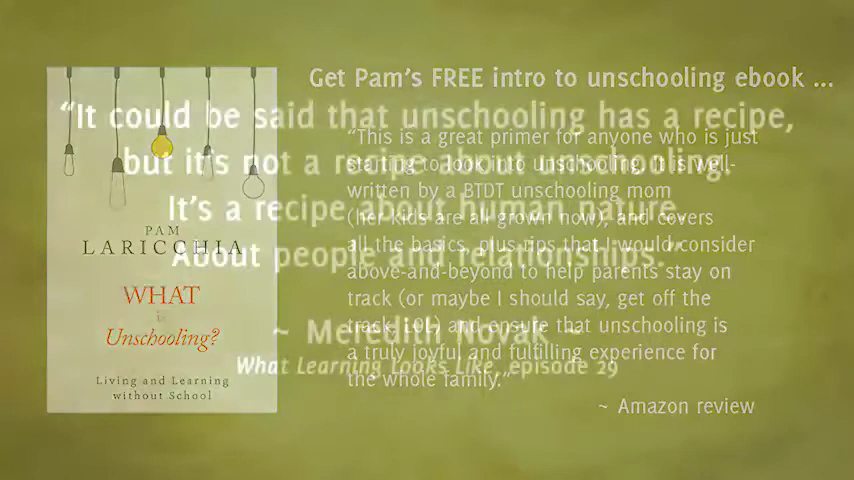 Get Pam's FREE intro to unschooling ebook ...
"It could be said that unschooling has a recipe,
but it's not a recipe about unschooling.
It's a recipe about human nature.
About people and relationships."
~ Meredith Novak ~
What Learning Looks Like, episode 29
"This is a great primer for anyone who is just
starting to look into unschooling. It is well-
written by a BTDT unschooling mom
(her kids are all grown now), and covers
all the basics, plus tips that I would consider
above-and-beyond to help parents stay on
track (or maybe I should say, get off the
track, LOL) and ensure that unschooling is
a truly joyful and fulfilling experience for
the whole family."
~ Amazon review
PAM
LARICCHIA
WHAT
is
Unschooling?
Living and Learning
without School